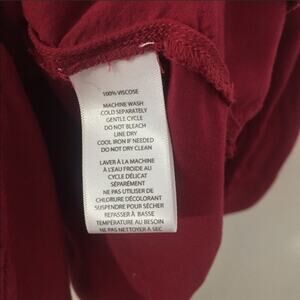 100% VISCOSE
MACHINE WASH
COLD SEPARATELY
GENTLE CYCLE
DO NOT BLEACH
LINE DRY
COOL IRON IF NEEDED
DO NOT DRY CLEAN
LAVER À LA MACHINE
À L'EAU FROIDE AU
CYCLE DÉLICAT
SÉPARÉMENT
NE PAS UTILISER DE
CHLORURE DÉCOLORANT
SUSPENDRE POUR SÉCHER
REPASSER À BASSE
TEMPÉRATURE AU BESOIN
NE PAS NETTOYER À SEC